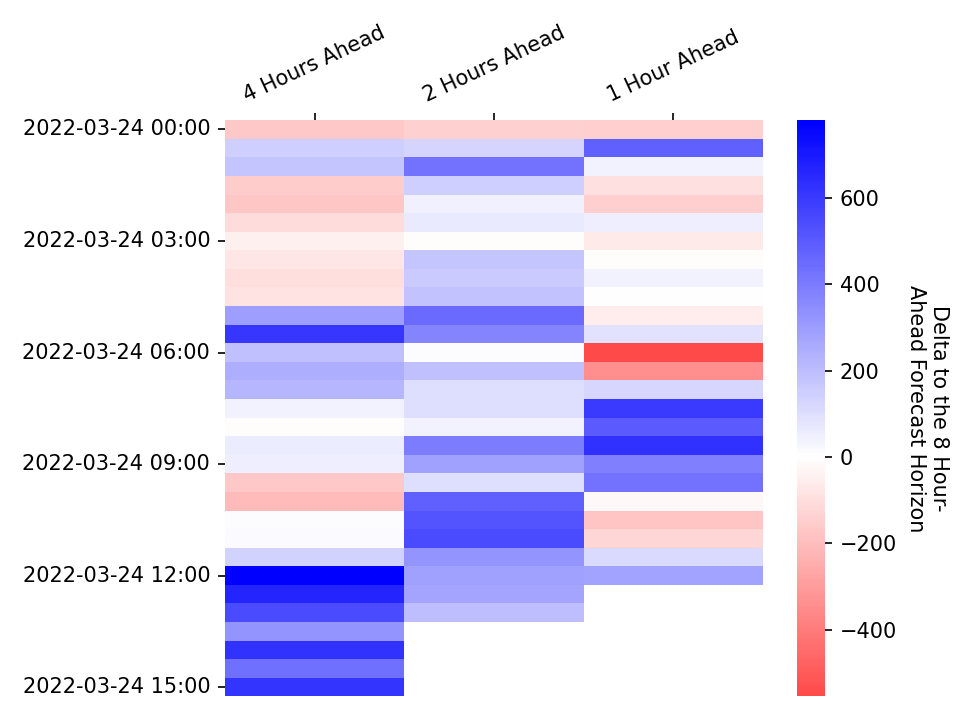 4 Hours Ahead
2 Hours Ahead
1 Hour Ahead
2022-03-24 00:00
2022-03-24 03:00
2022-03-24 06:00
2022-03-24 09:00
2022-03-24 12:00
2022-03-24 15:00
600
400
200
0
−200
−400
Delta to the 8 Hour-
Ahead Forecast Horizon